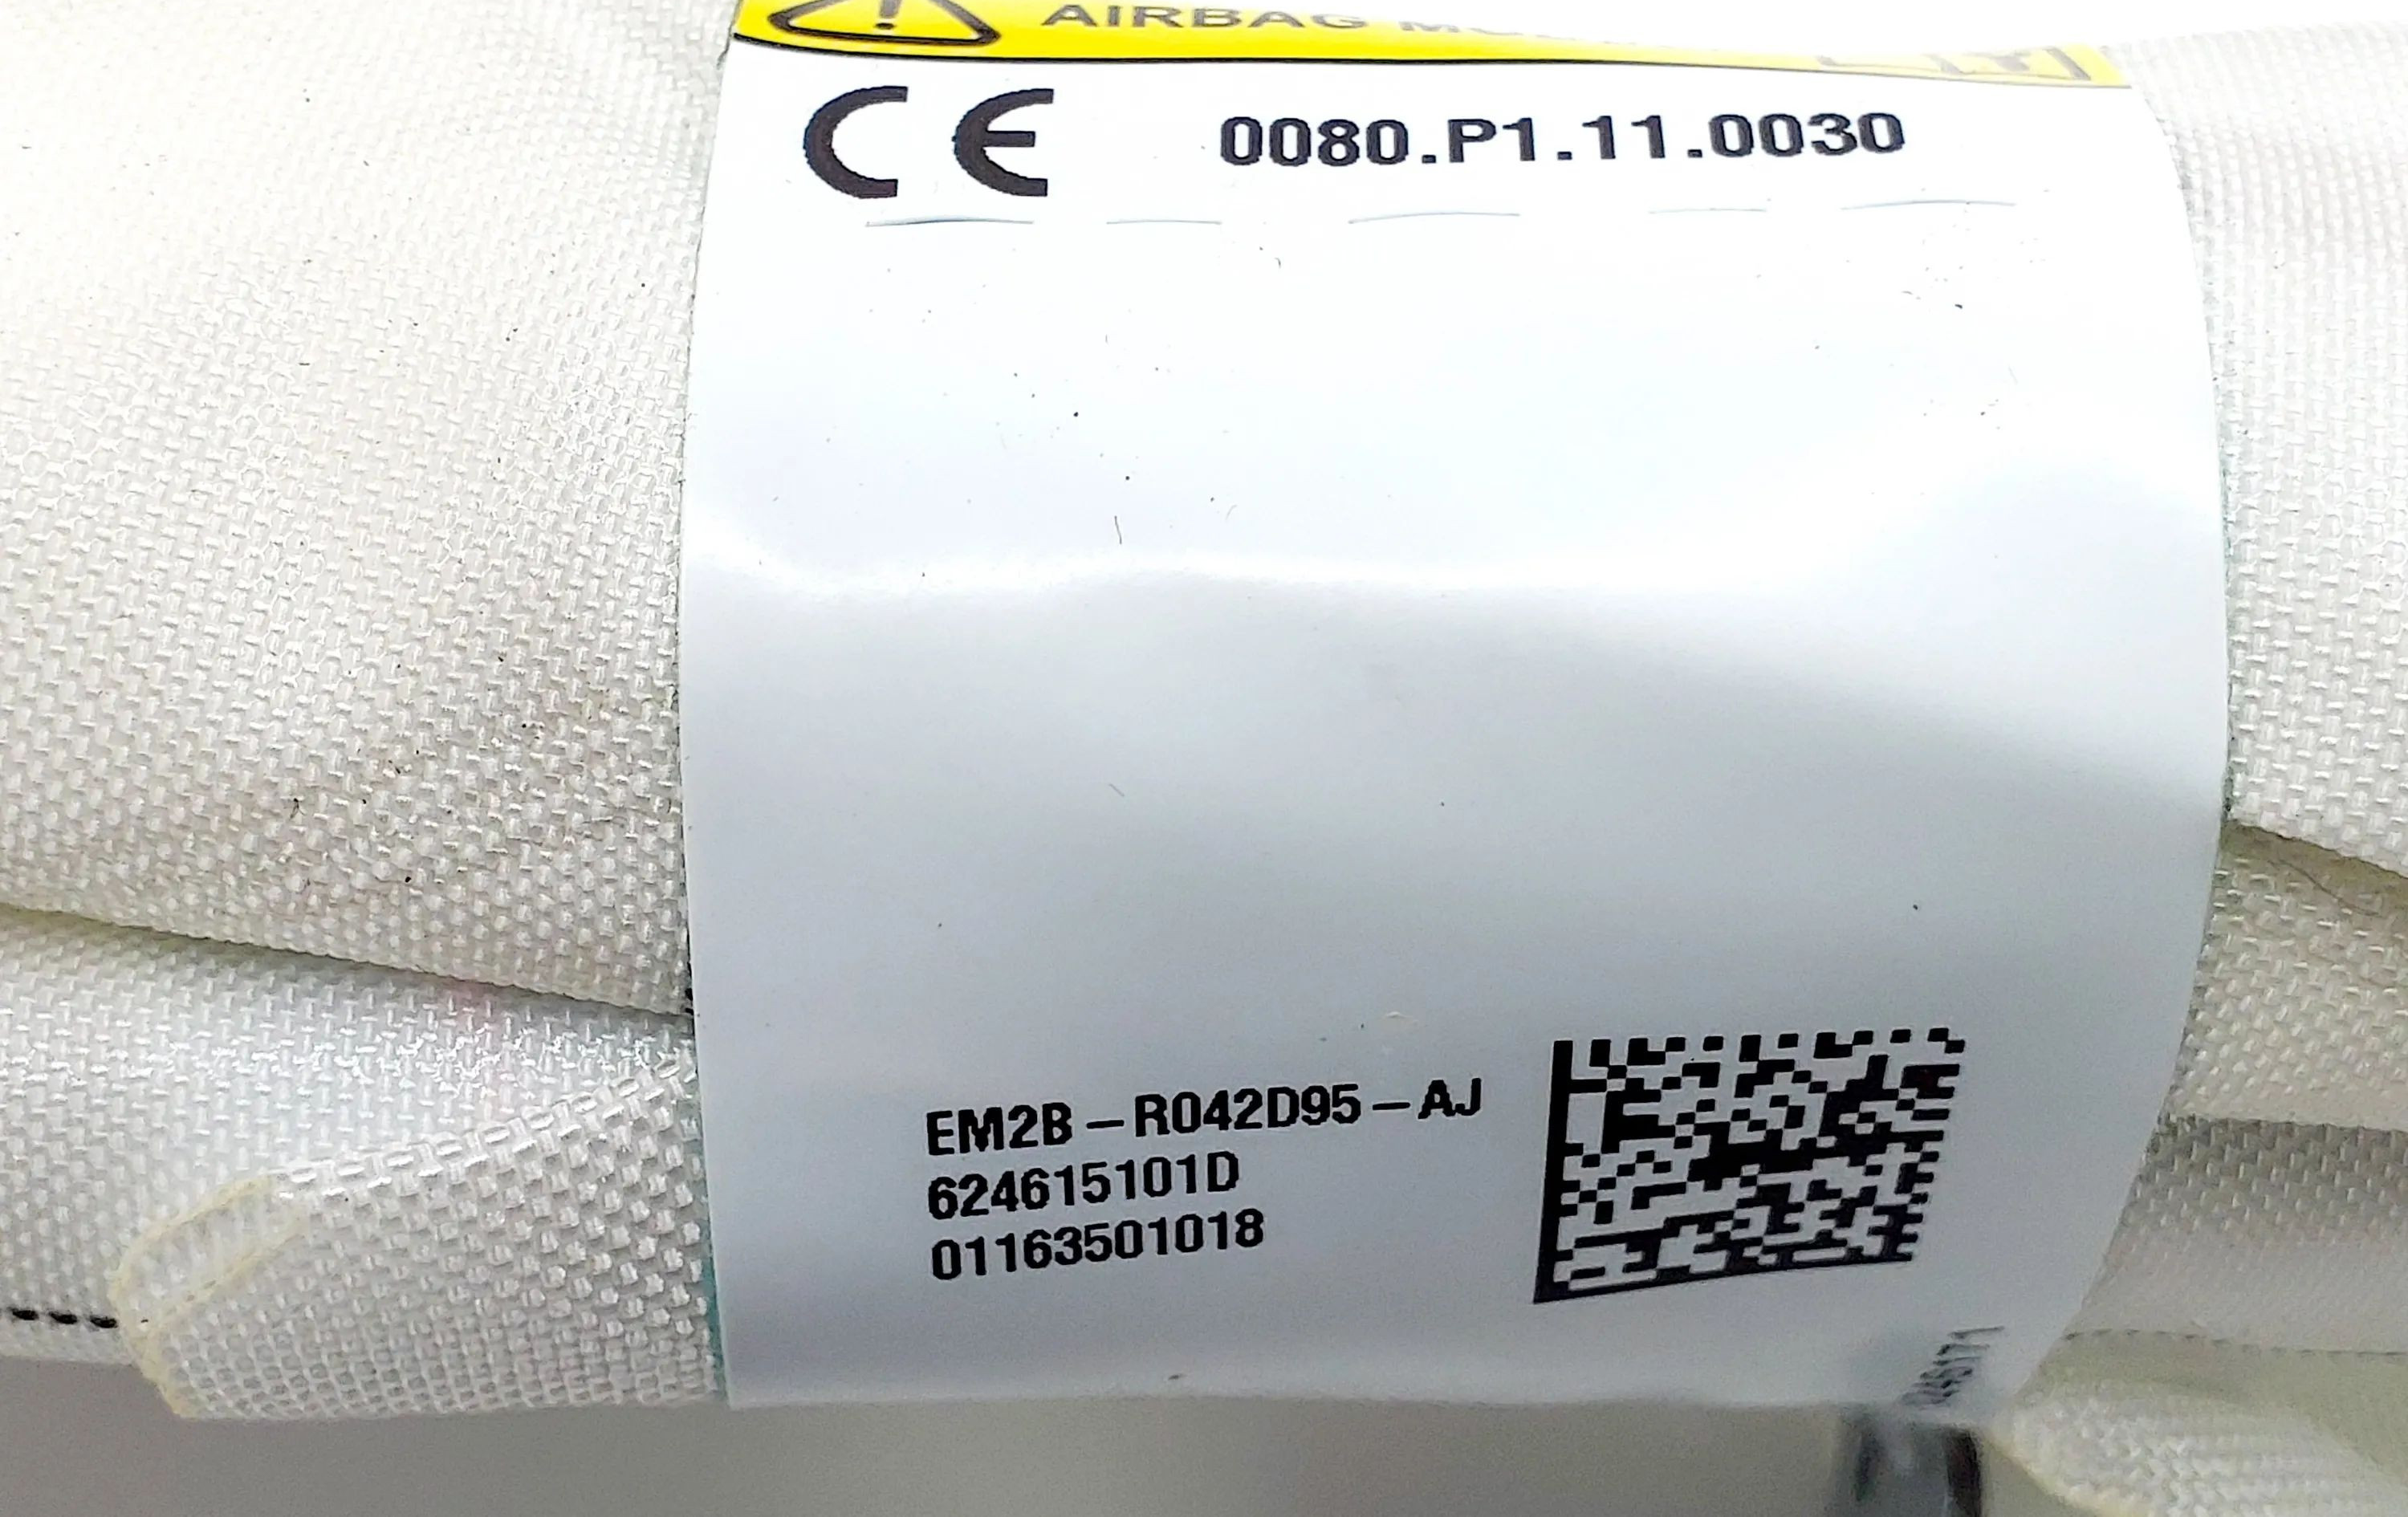 AIRBAG
CE 0080.P1.11.0030
EM2B-R042D95-AJ
624615101D
01163501018